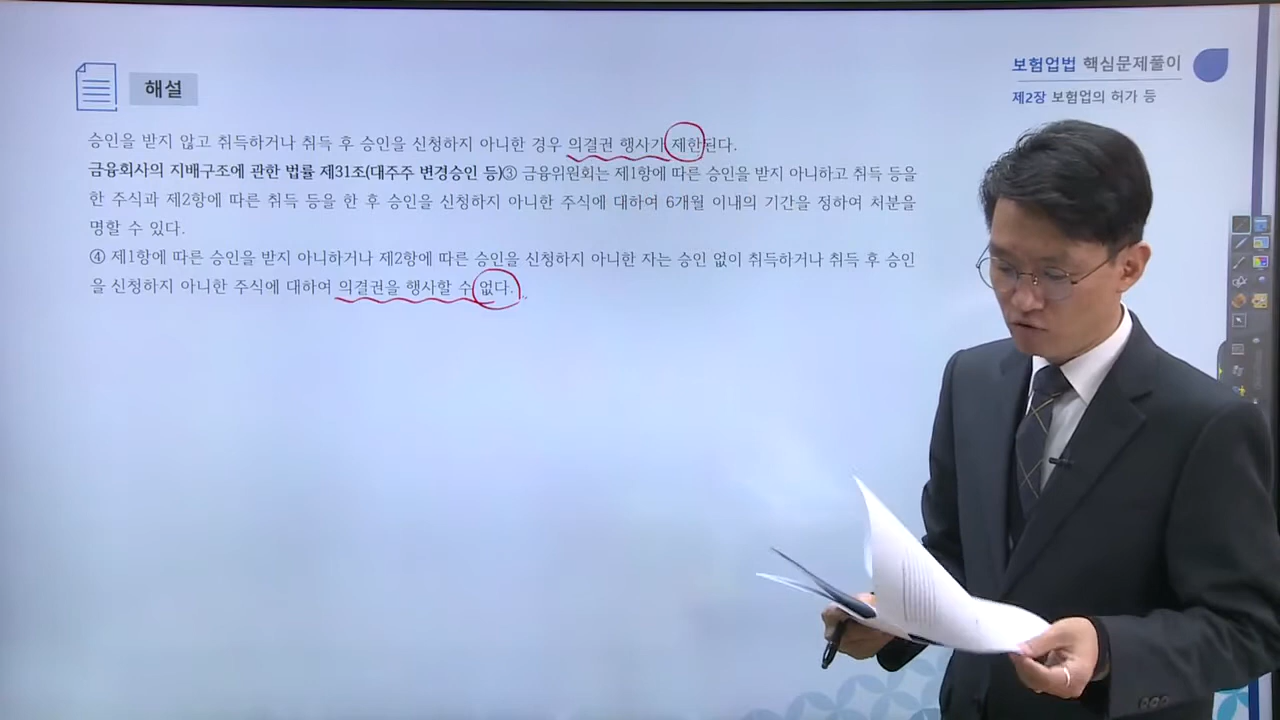 보험업법 핵심문제풀이
제2장 보험업의 허가 등
해설
승인을 받지 않고 취득하거나 취득 후 승인을 신청하지 아니한 경우 의결권 행사가 제한된다.
금융회사의 지배구조에 관한 법률 제31조(대주주 변경승인 등)③ 금융위원회는 제1항에 따른 승인을 받지 아니하고 취득 등을
한 주식과 제2항에 따른 취득 등을 한 후 승인을 신청하지 아니한 주식에 대하여 6개월 이내의 기간을 정하여 처분을
명할 수 있다.
④ 제1항에 따른 승인을 받지 아니하거나 제2항에 따른 승인을 신청하지 아니한 자는 승인 없이 취득하거나 취득 후 승인
을 신청하지 아니한 주식에 대하여 의결권을 행사할 수 없다.